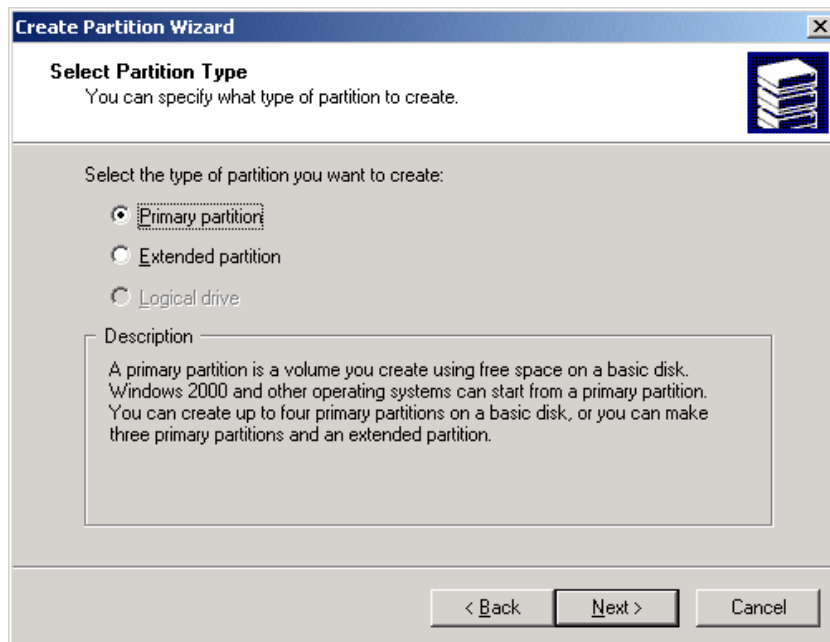 Create Partition Wizard
Select Partition Type
You can specify what type of partition to create.
Select the type of partition you want to create:
Primary partition
Extended partition
Logical drive
Description
A primary partition is a volume you create using free space on a basic disk.
Windows 2000 and other operating systems can start from a primary partition.
You can create up to four primary partitions on a basic disk, or you can make
three primary partitions and an extended partition.
< Back
Next >
Cancel